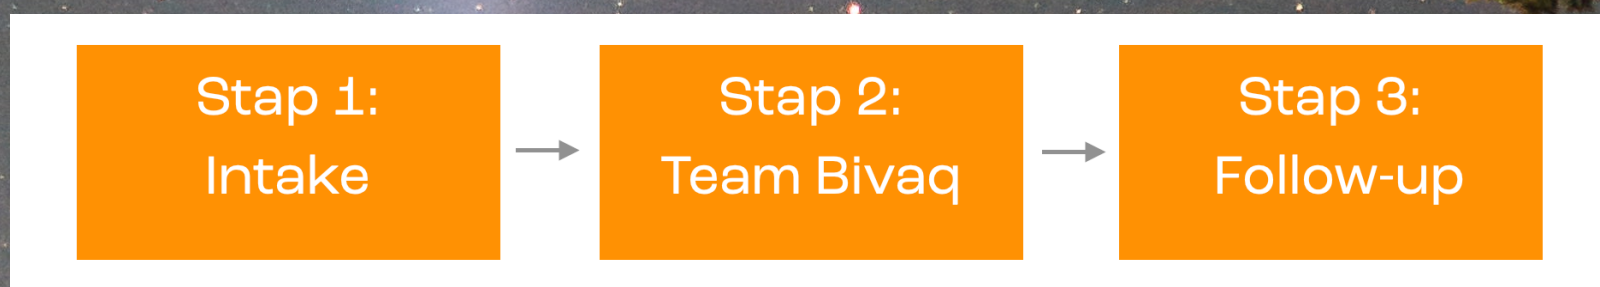 Stap 1:
Intake
Stap 2:
Team Bivaq
Stap 3:
Follow-up